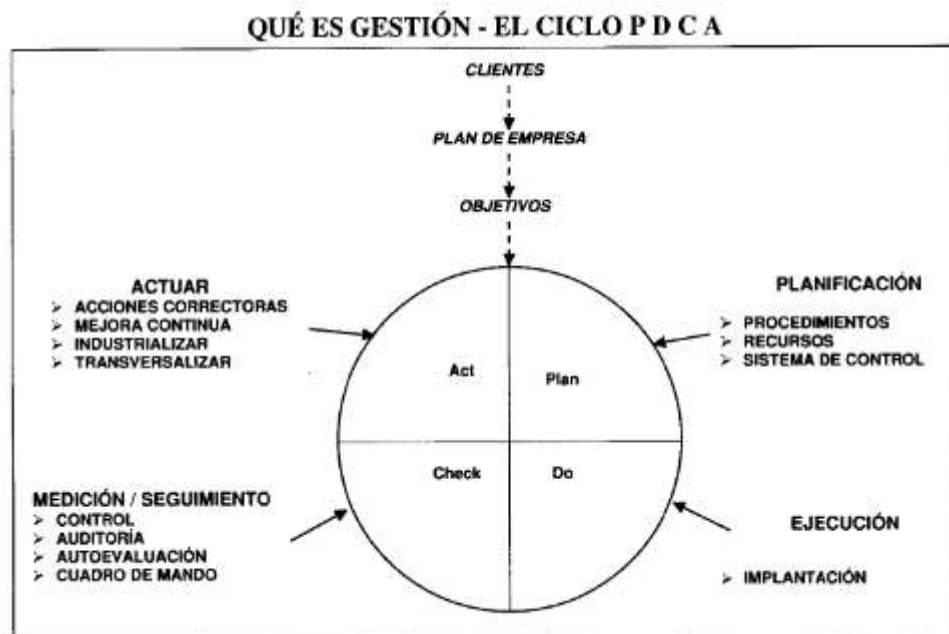 QUÉ ES GESTIÓN - EL CICLO P D C A
CLIENTES
PLAN DE EMPRESA
OBJETIVOS
ACTUAR
➢ ACCIONES CORRECTORAS
➢ MEJORA CONTINUA
➢ INDUSTRIALIZAR
➢ TRANSVERSALIZAR
PLANIFICACIÓN
➢ PROCEDIMIENTOS
➢ RECURSOS
➢ SISTEMA DE CONTROL
Act
Plan
Check
Do
MEDICIÓN / SEGUIMIENTO
➢ CONTROL
➢ AUDITORÍA
➢ AUTOEVALUACIÓN
➢ CUADRO DE MANDO
EJECUCIÓN
➢ IMPLANTACIÓN